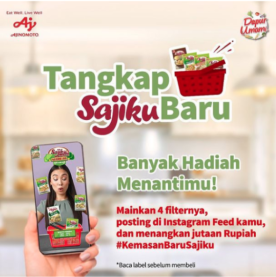 Eat Well, Live Well.
AJINOMOTO
Dapur
Umami
Tangkap
Sajiku Baru
Banyak Hadiah
Menantimu!
Mainkan 4 filternya,
posting di Instagram Feed kamu,
dan menangkan jutaan Rupiah
#KemasanBaruSajiku
*Baca label sebelum membeli